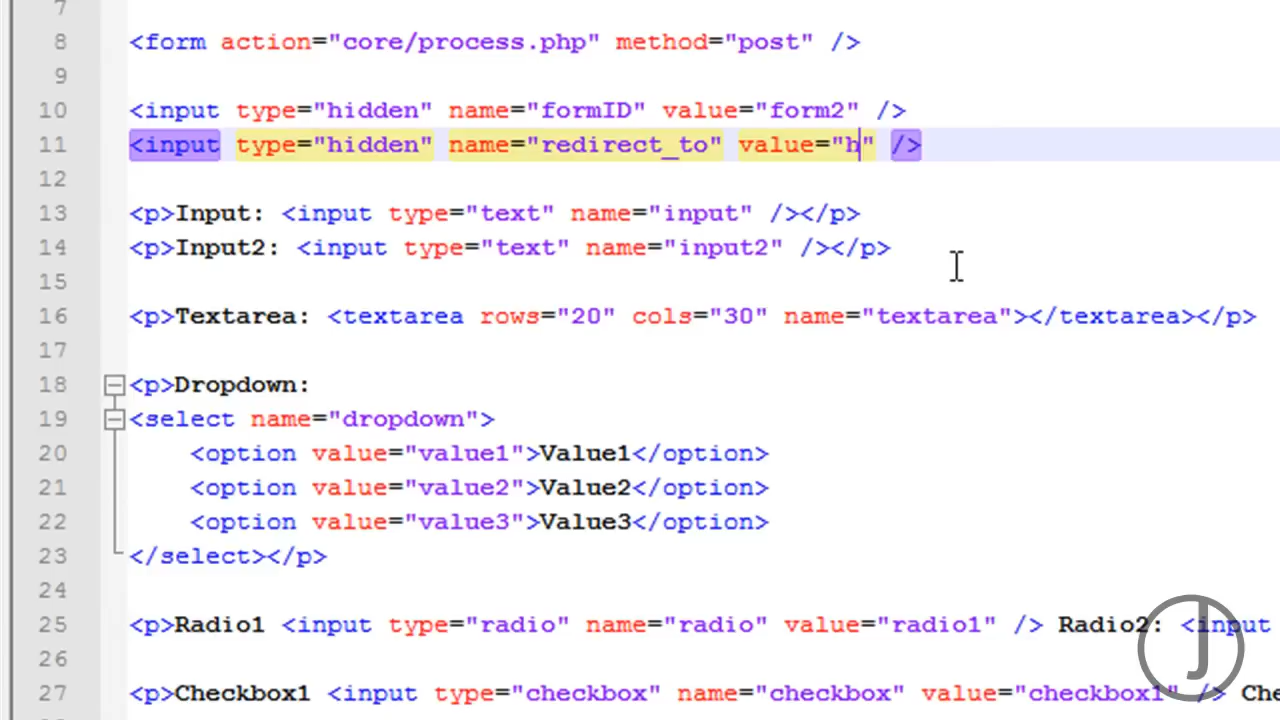 7
8 <form action="core/process.php" method="post" />
9
10 <input type="hidden" name="formID" value="form2" />
11 <input type="hidden" name="redirect_to" value="h" />
12
13 <p>Input: <input type="text" name="input" /></p>
14 <p>Input2: <input type="text" name="input2" /></p>
15
16 <p>Textarea: <textarea rows="20" cols="30" name="textarea"></textarea></p>
17
18 <p>Dropdown:
19 <select name="dropdown">
20 <option value="value1">Value1</option>
21 <option value="value2">Value2</option>
22 <option value="value3">Value3</option>
23 </select></p>
24
25 <p>Radio1 <input type="radio" name="radio" value="radio1" /> Radio2: <input
26
27 <p>Checkbox1 <input type="checkbox" name="checkbox" value="checkbox1" /> Che
J